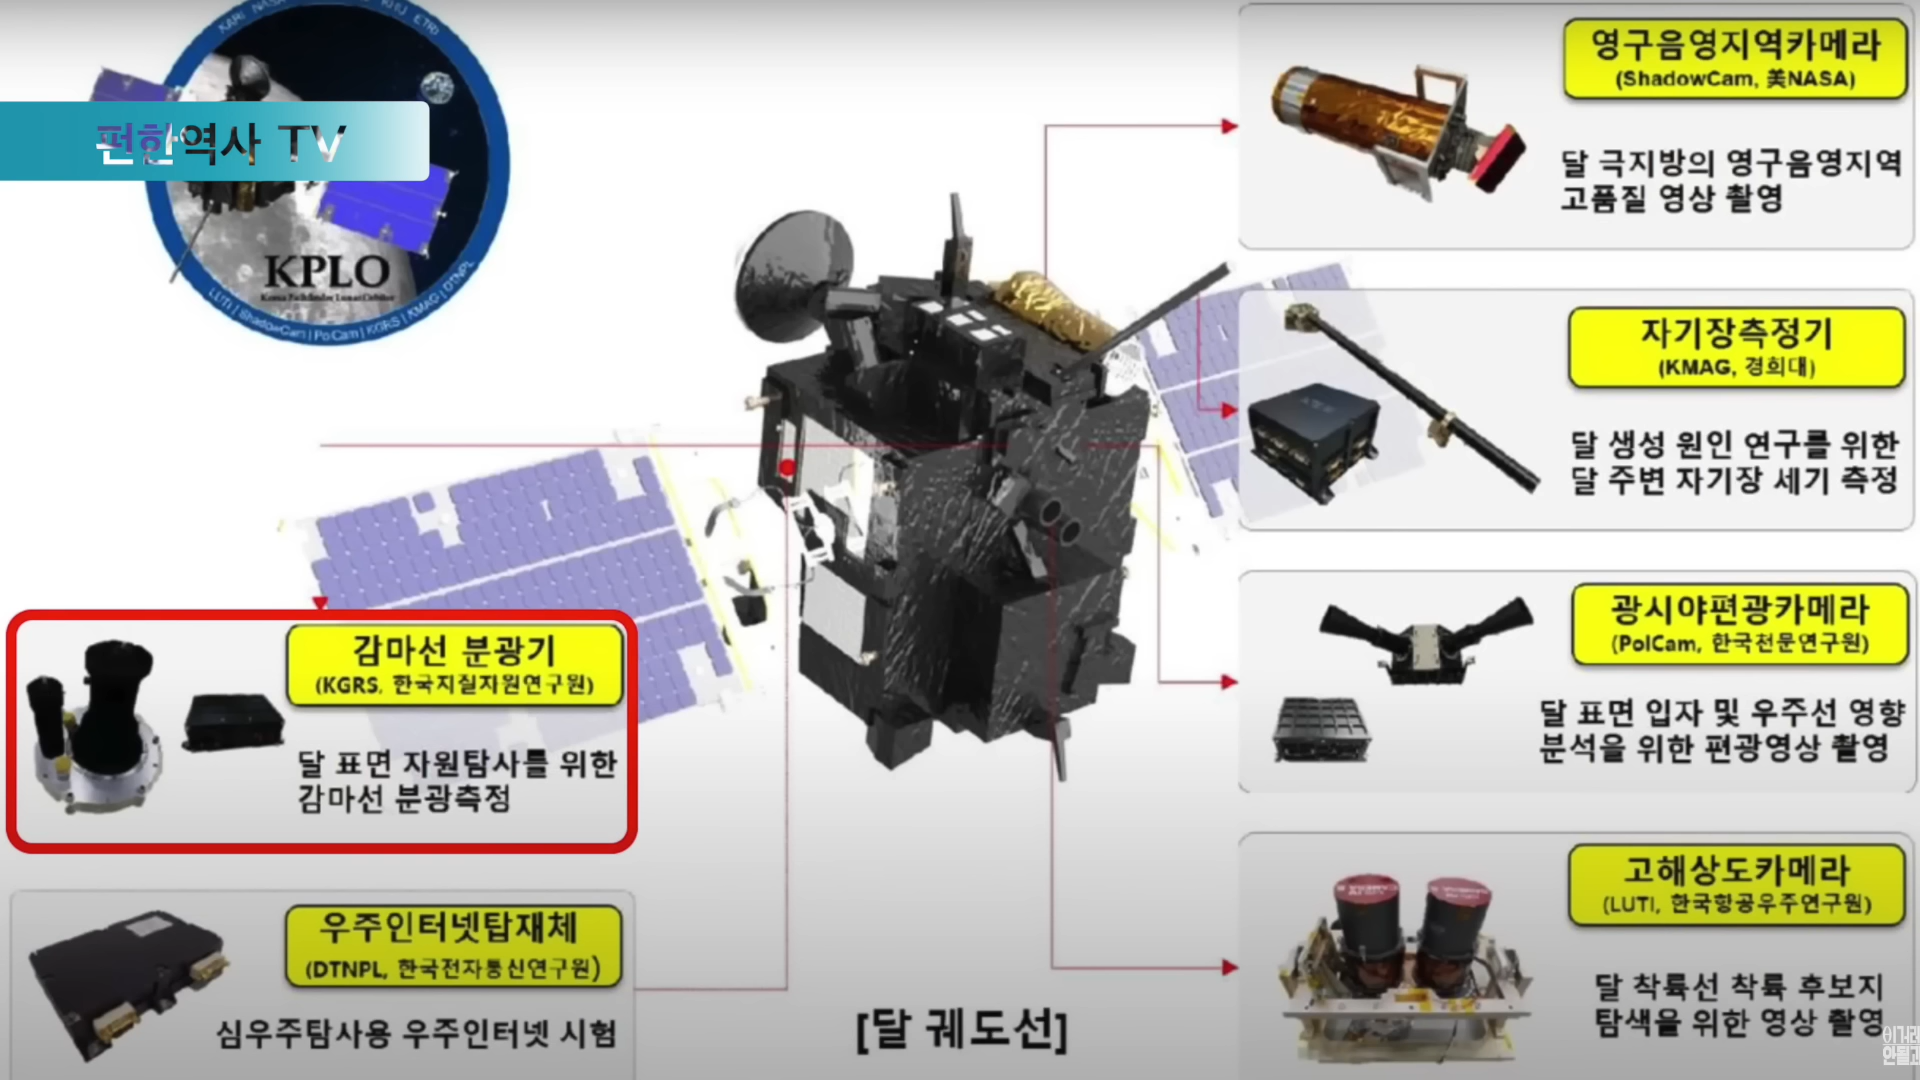 편한역사 TV
KPLO
Korea Pathfinder Lunar Orbiter
LUTI | ShadowCam | PolCam | KGRS | KMAG | DTNPL
영구음영지역카메라
(ShadowCam, 美NASA)
달 극지방의 영구음영지역
고품질 영상 촬영
자기장측정기
(KMAG, 경희대)
달 생성 원인 연구를 위한
달 주변 자기장 세기 측정
광시야편광카메라
(PolCam, 한국천문연구원)
달 표면 입자 및 우주선 영향
분석을 위한 편광영상 촬영
고해상도카메라
(LUTI, 한국항공우주연구원)
달 착륙선 착륙 후보지
탐색을 위한 영상 촬영
감마선 분광기
(KGRS, 한국지질자원연구원)
달 표면 자원탐사를 위한
감마선 분광측정
우주인터넷탑재체
(DTNPL, 한국전자통신연구원)
심우주탐사용 우주인터넷 시험
[달 궤도선]